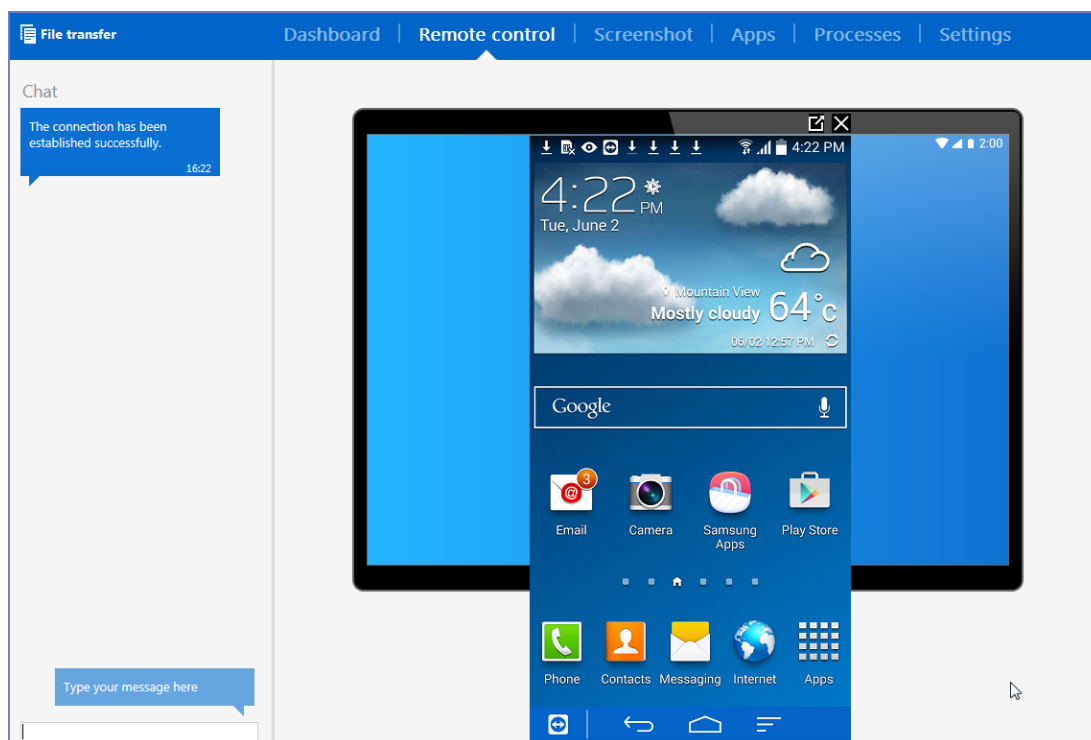 File transfer
Dashboard | Remote control | Screenshot | Apps | Processes | Settings
Chat
The connection has been
established successfully.
16:22
4:22 PM
2:00
4:22 PM
Tue, June 2
Mountain View
Mostly cloudy 64°C
06/02 12:57 PM
Google
3
@
Email
Camera
Samsung
Apps
Play Store
Phone
Contacts
Messaging
Internet
Apps
Type your message here